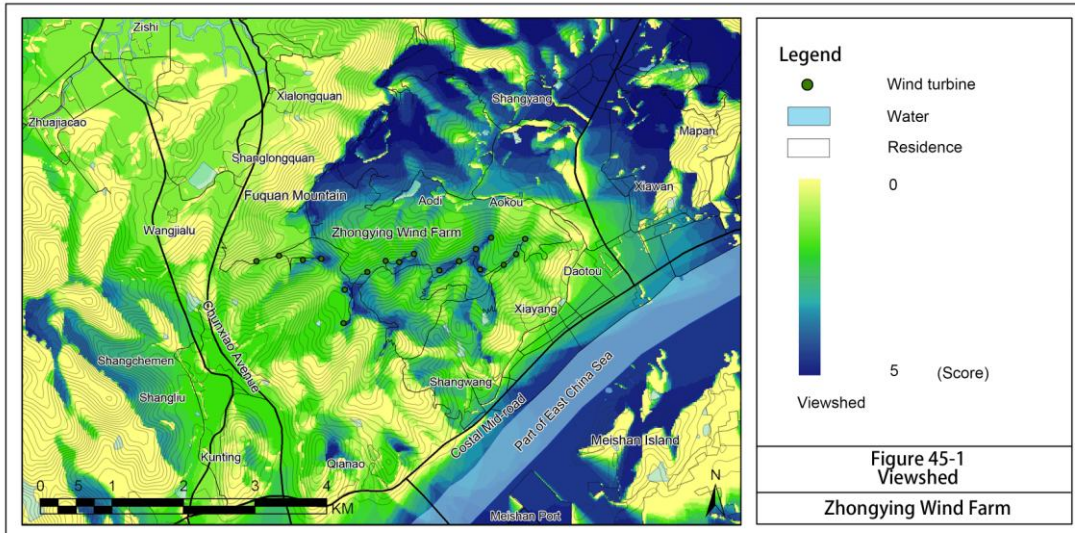 Zishi
Xialongquan
Shangyang
Zhuajiacao
Mapan
Shanglongquan
Fuquan Mountain
Xiawan
Aodi
Aokou
Wangjialu
Zhongying Wind Farm
Daotou
Chunxiao Avenue
Xiayang
Shangchemen
Shangwang
Shangliu
Costal Mid-road
Part of East China Sea
Meishan Island
Kunting
Qianao
Meishan Port
0 5 1 2 3 4
KM
N
Legend
Wind turbine
Water
Residence
0
5 (Score)
Viewshed
Figure 45-1
Viewshed
Zhongying Wind Farm